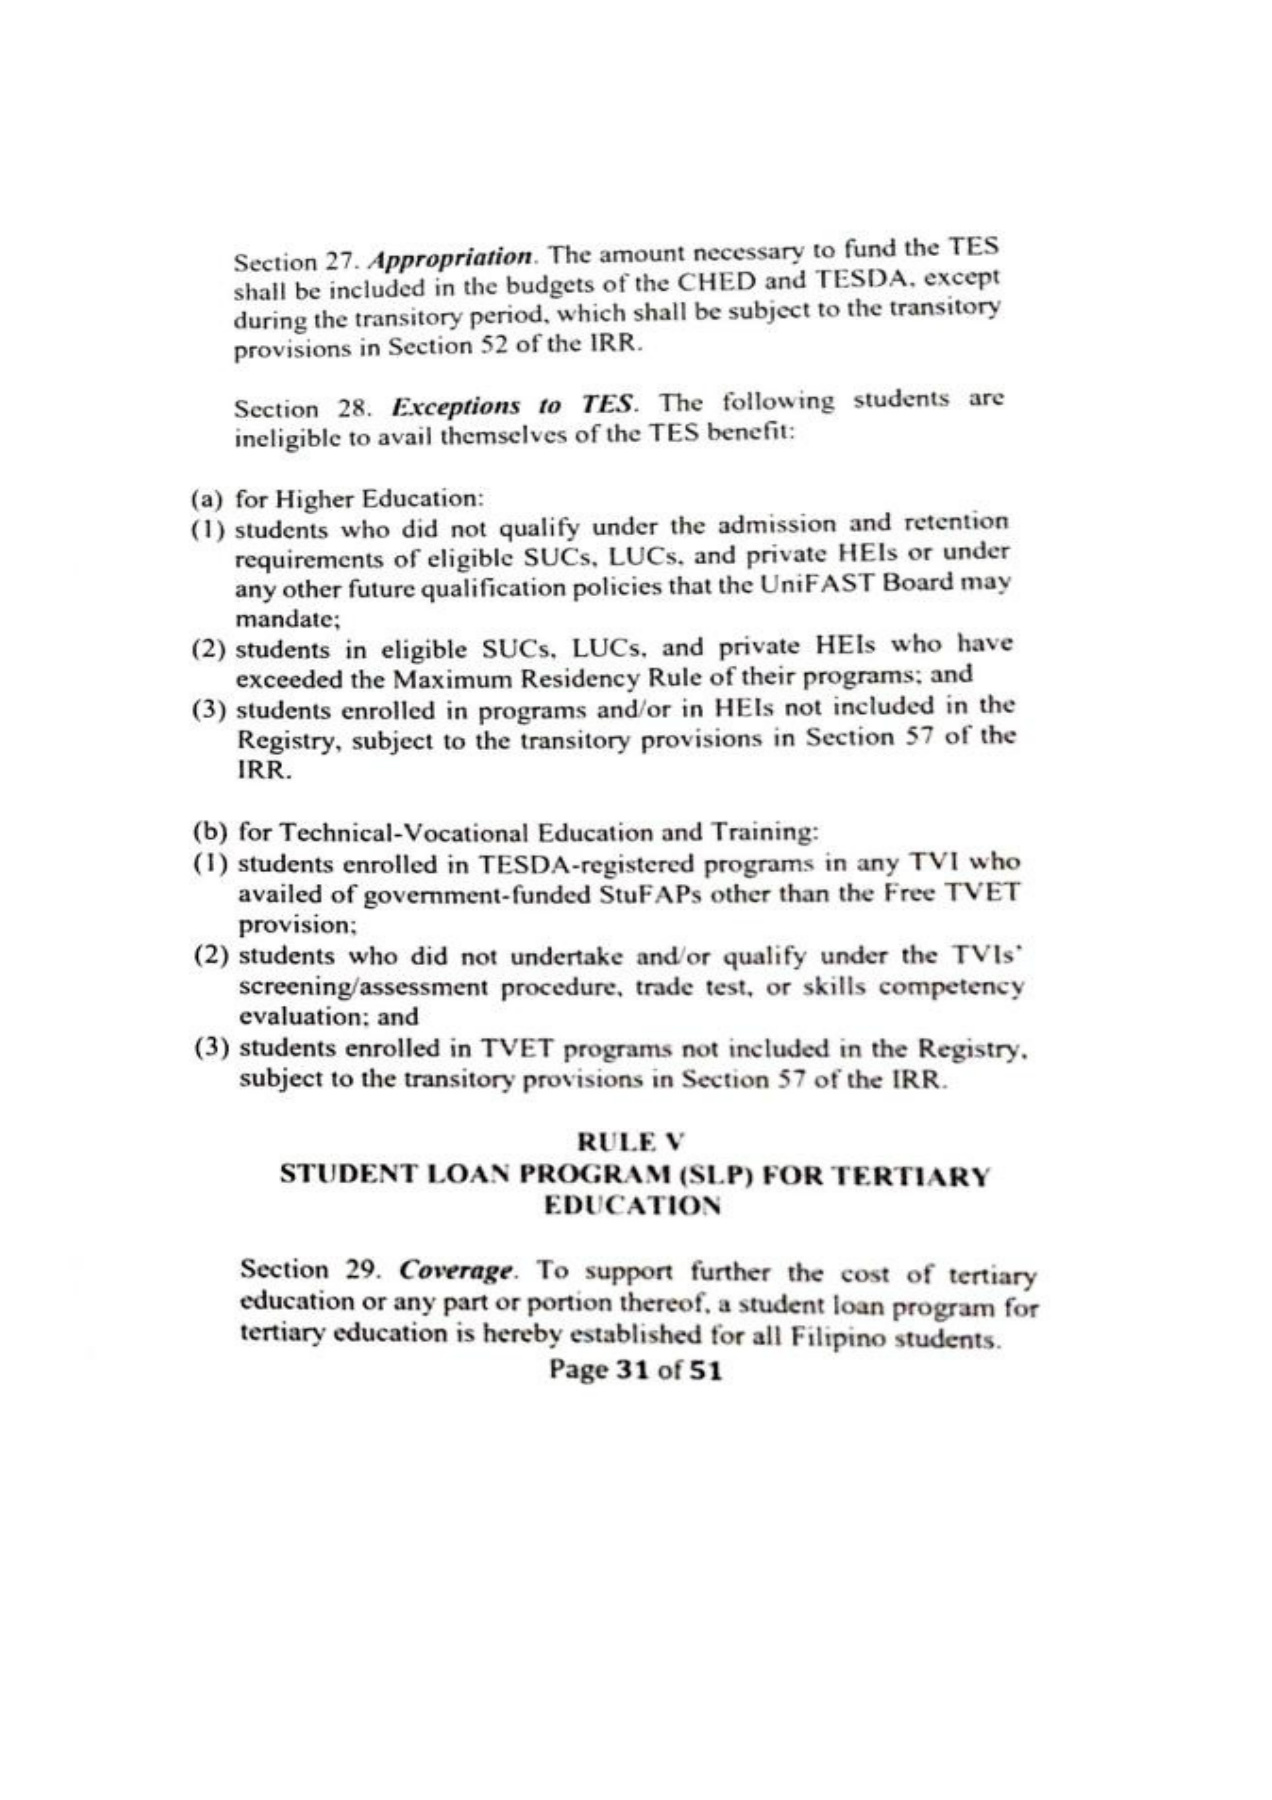 Section 27. Appropriation. The amount necessary to fund the TES
shall be included in the budgets of the CHED and TESDA, except
during the transitory period, which shall be subject to the transitory
provisions in Section 52 of the IRR.
Section 28. Exceptions to TES. The following students are
ineligible to avail themselves of the TES benefit:
(a) for Higher Education:
(1) students who did not qualify under the admission and retention
requirements of eligible SUCs, LUCs, and private HEIs or under
any other future qualification policies that the UniFAST Board may
mandate;
(2) students in eligible SUCs, LUCs, and private HEIs who have
exceeded the Maximum Residency Rule of their programs; and
(3) students enrolled in programs and/or in HEIs not included in the
Registry, subject to the transitory provisions in Section 57 of the
IRR.
(b) for Technical-Vocational Education and Training:
(1) students enrolled in TESDA-registered programs in any TVI who
availed of government-funded StuFAPs other than the Free TVET
provision;
(2) students who did not undertake and/or qualify under the TVIs'
screening/assessment procedure, trade test, or skills competency
evaluation; and
(3) students enrolled in TVET programs not included in the Registry,
subject to the transitory provisions in Section 57 of the IRR.
RULE V
STUDENT LOAN PROGRAM (SLP) FOR TERTIARY
EDUCATION
Section 29. Coverage. To support further the cost of tertiary
education or any part or portion thereof, a student loan program for
tertiary education is hereby established for all Filipino students.
Page 31 of 51